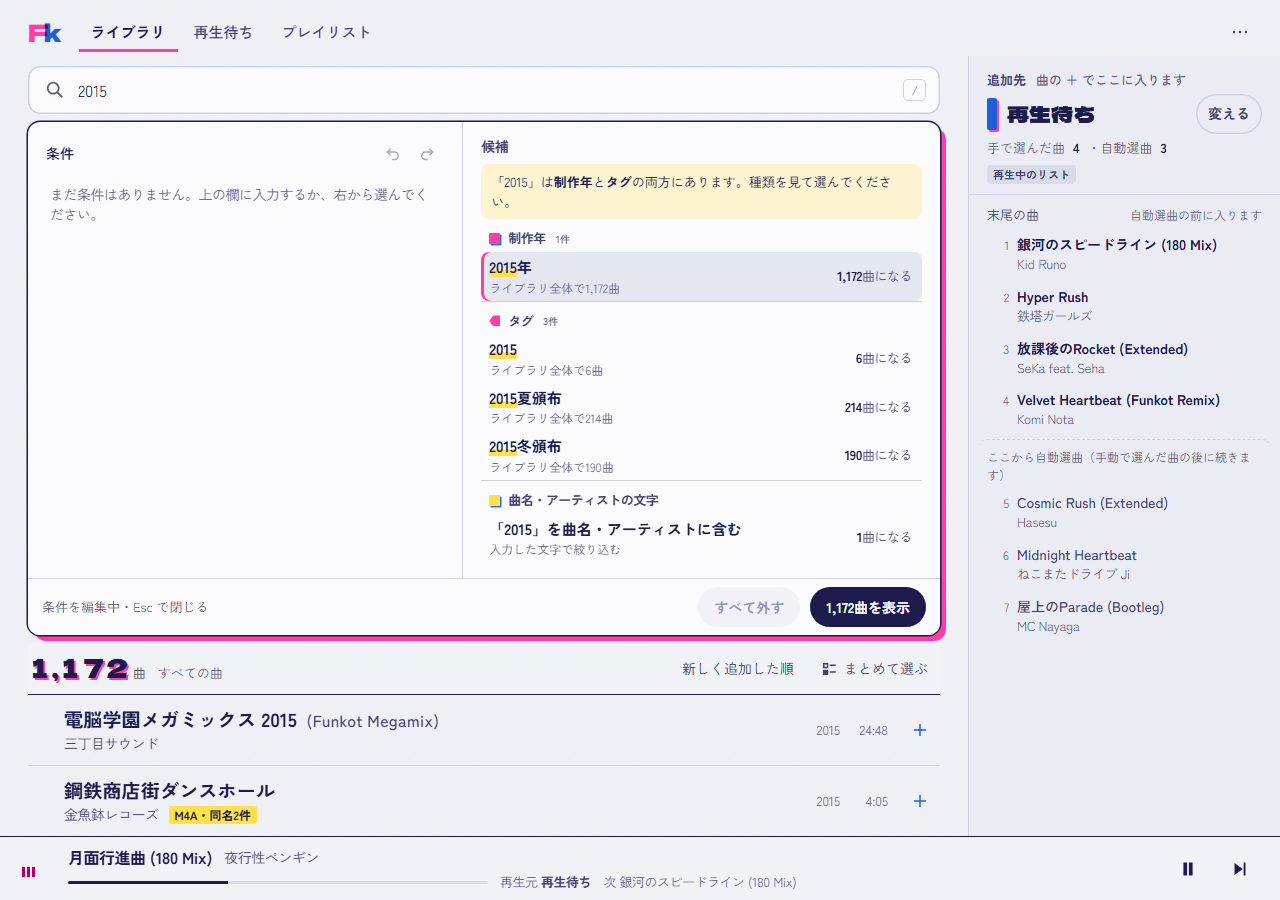 Fk ライブラリ 再生待ち プレイリスト …
2015 /
条件
まだ条件はありません。上の欄に入力するか、右から選んでく
ださい。
候補
「2015」は制作年とタグの両方にあります。種類を見て選んでくださ
い。
制作年 1件
2015年
ライブラリ全体で1,172曲
1,172曲になる
タグ 3件
2015
ライブラリ全体で6曲
6曲になる
2015夏頒布
ライブラリ全体で214曲
214曲になる
2015冬頒布
ライブラリ全体で190曲
190曲になる
曲名・アーティストの文字
「2015」を曲名・アーティストに含む
入力した文字で絞り込む
1曲になる
条件を編集中・Esc で閉じる
すべて外す
1,172曲を表示
1,172 曲 すべての曲
新しく追加した順
まとめて選ぶ
電脳学園メガミックス 2015 (Funkot Megamix)
三丁目サウンド
2015 24:48 +
鋼鉄商店街ダンスホール
金魚鉢レコーズ M4A・同名2件
2015 4:05 +
追加先 曲の + でここに入ります
再生待ち
変える
手で選んだ曲 4 ・自動選曲 3
再生中のリスト
末尾の曲 自動選曲の前に入ります
1 銀河のスピードライン (180 Mix)
Kid Runo
2 Hyper Rush
鉄塔ガールズ
3 放課後のRocket (Extended)
SeKa feat. Seha
4 Velvet Heartbeat (Funkot Remix)
Komi Nota
ここから自動選曲（手動で選んだ曲の後に続きま
す）
5 Cosmic Rush (Extended)
Hasesu
6 Midnight Heartbeat
ねこまたドライブ Ji
7 屋上のParade (Bootleg)
MC Nayaga
月面行進曲 (180 Mix) 夜行性ペンギン
再生元 再生待ち 次 銀河のスピードライン (180 Mix)